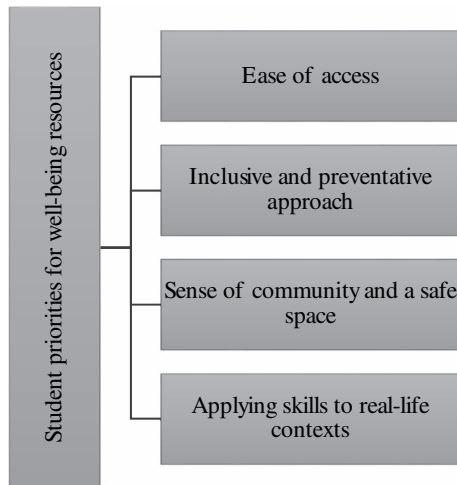 Student priorities for well-being resources
Ease of access
Inclusive and preventative
approach
Sense of community and a safe
space
Applying skills to real-life
contexts